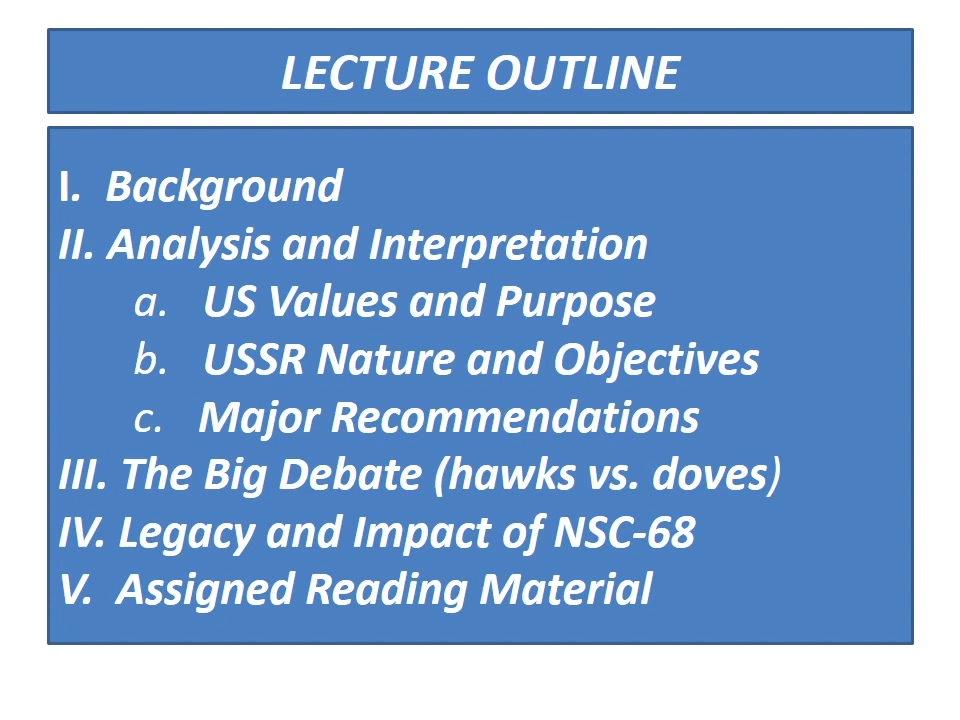 LECTURE OUTLINE
I. Background
II. Analysis and Interpretation
a. US Values and Purpose
b. USSR Nature and Objectives
c. Major Recommendations
III. The Big Debate (hawks vs. doves)
IV. Legacy and Impact of NSC-68
V. Assigned Reading Material